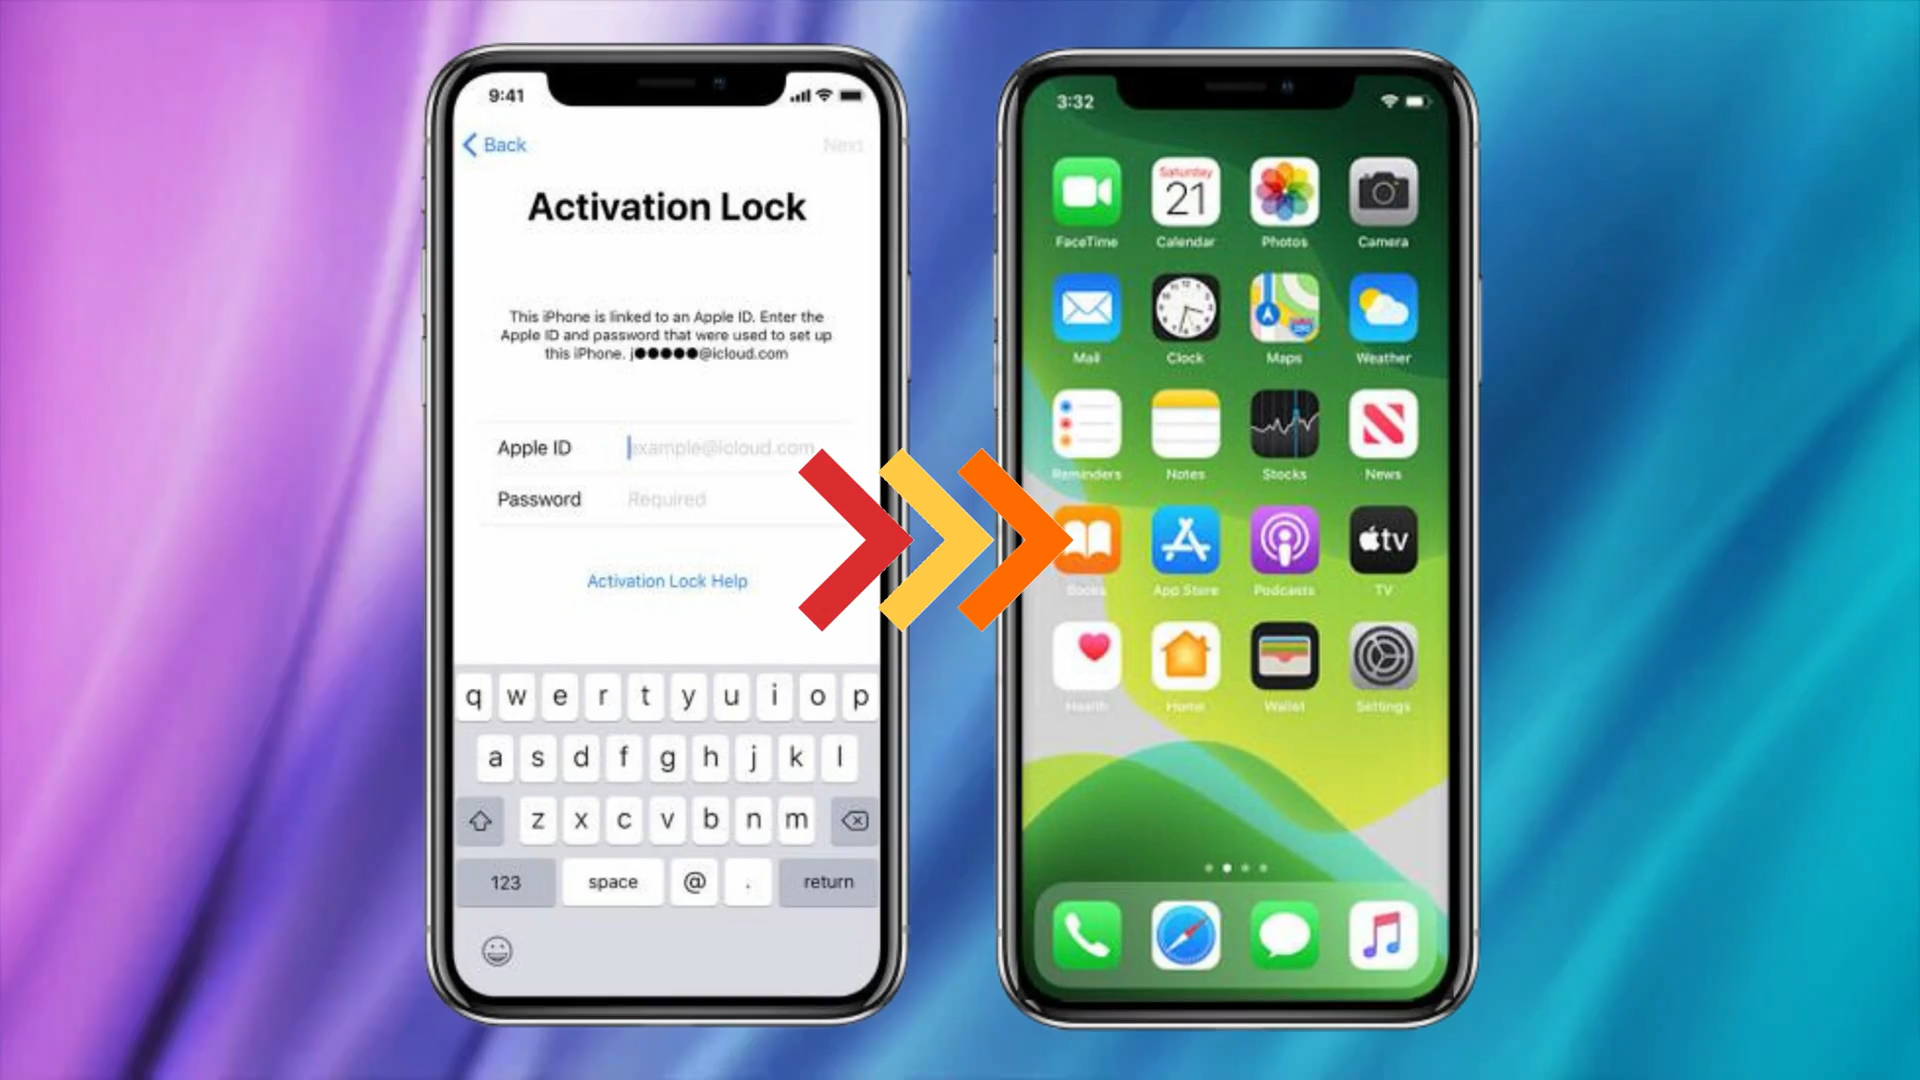 9:41
Back
Next
Activation Lock
This iPhone is linked to an Apple ID. Enter the
Apple ID and password that were used to set up
this iPhone. j●●●●●@icloud.com
Apple ID example@icloud.com
Password Required
Activation Lock Help
q w e r t y u i o p
a s d f g h j k l
z x c v b n m
123 space @ . return
3:32
Saturday
21
FaceTime Calendar Photos Camera
280
Mail Clock Maps Weather
Reminders Notes Stocks News
tv
Books App Store Podcasts TV
Health Home Wallet Settings